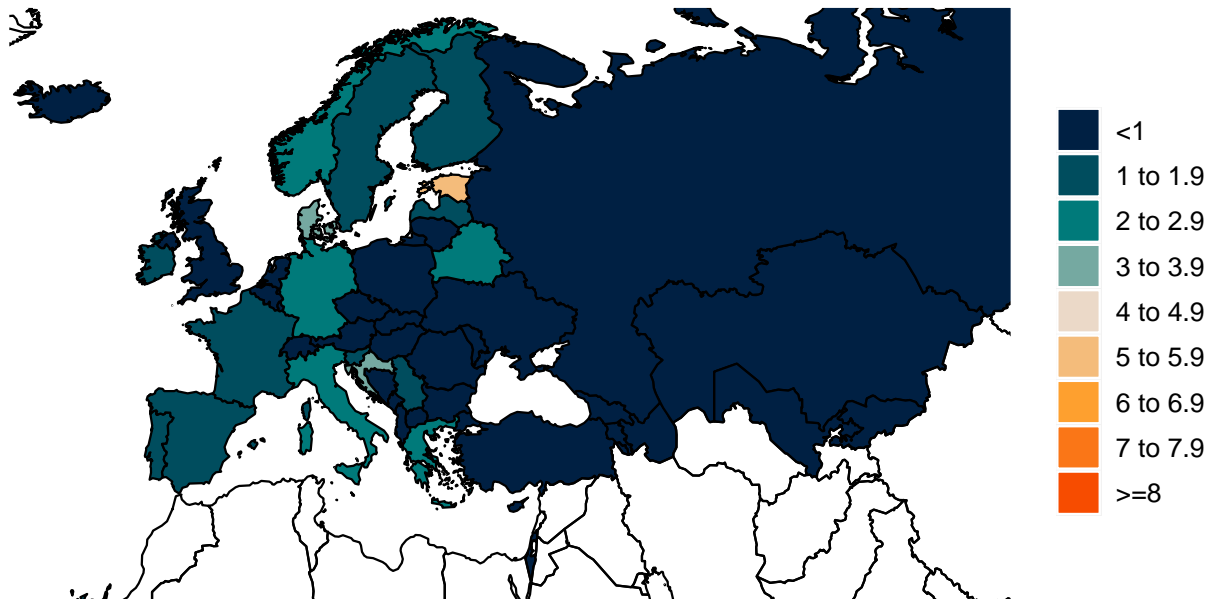 <1
1 to 1.9
2 to 2.9
3 to 3.9
4 to 4.9
5 to 5.9
6 to 6.9
7 to 7.9
>=8